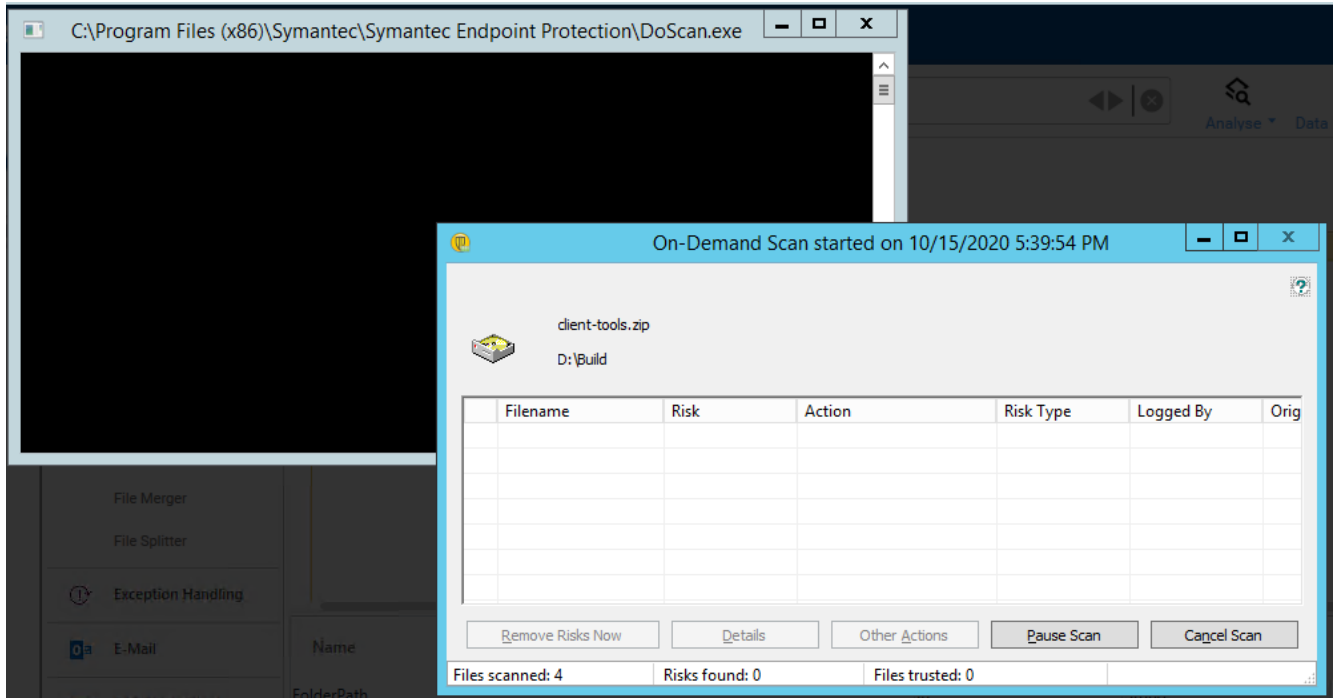 C:\Program Files (x86)\Symantec\Symantec Endpoint Protection\DoScan.exe
Analyse Data
On-Demand Scan started on 10/15/2020 5:39:54 PM
client-tools.zip
D:\Build
Filename Risk Action Risk Type Logged By Orig
File Merger
File Splitter
Exception Handling
E-Mail
Name
FolderPath
Remove Risks Now Details Other Actions Pause Scan Cancel Scan
Files scanned: 4 Risks found: 0 Files trusted: 0